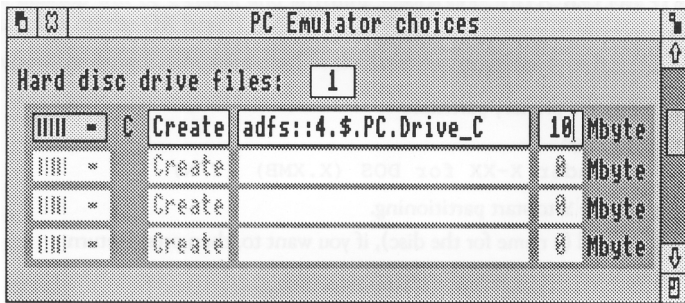 PC Emulator choices
Hard disc drive files: 1
C Create adfs::4.$.PC.Drive_C 10 Mbyte
Create 0 Mbyte
Create 0 Mbyte
Create 0 Mbyte